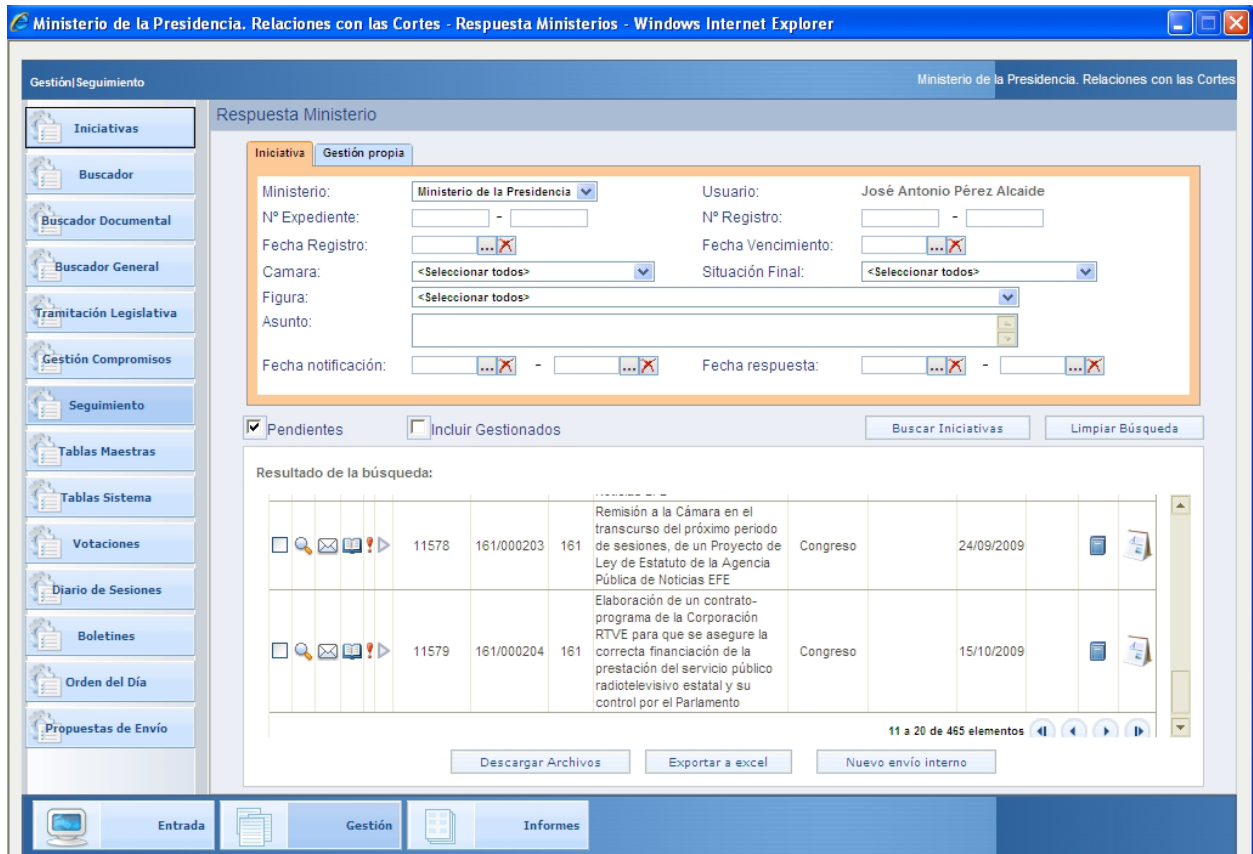 Ministerio de la Presidencia. Relaciones con las Cortes - Respuesta Ministerios - Windows Internet Explorer
Gestión|Seguimiento
Ministerio de la Presidencia. Relaciones con las Cortes
Iniciativas
Buscador
Buscador Documental
Buscador General
Tramitación Legislativa
Gestión Compromisos
Seguimiento
Tablas Maestras
Tablas Sistema
Votaciones
Diario de Sesiones
Boletines
Orden del Día
Propuestas de Envío
Respuesta Ministerio
Iniciativa Gestión propia
Ministerio: Ministerio de la Presidencia Usuario: José Antonio Pérez Alcaide
Nº Expediente: - Nº Registro: -
Fecha Registro: ... Fecha Vencimiento: ...
Camara: <Seleccionar todos> Situación Final: <Seleccionar todos>
Figura: <Seleccionar todos>
Asunto:
Fecha notificación: ... - ... Fecha respuesta: ... - ...
Pendientes Incluir Gestionados Buscar Iniciativas Limpiar Búsqueda
Resultado de la búsqueda:
Remisión a la Cámara en el
transcurso del próximo periodo
11578 161/000203 161 de sesiones, de un Proyecto de Congreso 24/09/2009
Ley de Estatuto de la Agencia
Pública de Noticias EFE
Elaboración de un contrato-
programa de la Corporación
RTVE para que se asegure la
11579 161/000204 161 correcta financiación de la Congreso 15/10/2009
prestación del servicio público
radiotelevisivo estatal y su
control por el Parlamento
11 a 20 de 465 elementos
Descargar Archivos Exportar a excel Nuevo envío interno
Entrada Gestión Informes